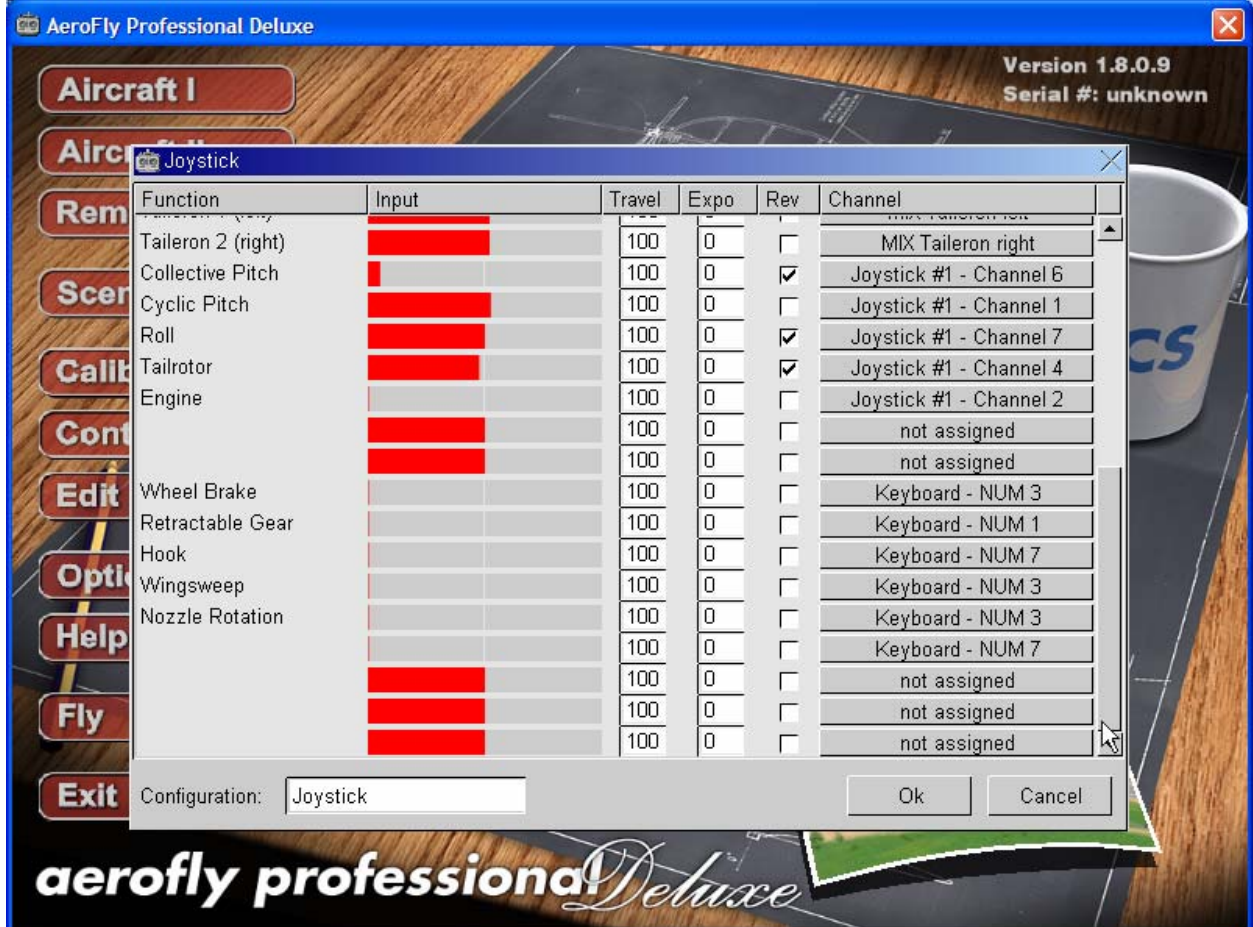 AeroFly Professional Deluxe
Version 1.8.0.9
Serial #: unknown
Aircraft I
Joystick
Function Input Travel Expo Rev Channel
Taileron 2 (right) 100 0 MIX Taileron right
Collective Pitch 100 0 Joystick #1 - Channel 6
Cyclic Pitch 100 0 Joystick #1 - Channel 1
Roll 100 0 Joystick #1 - Channel 7
Tailrotor 100 0 Joystick #1 - Channel 4
Engine 100 0 Joystick #1 - Channel 2
100 0 not assigned
100 0 not assigned
Wheel Brake 100 0 Keyboard - NUM 3
Retractable Gear 100 0 Keyboard - NUM 1
Hook 100 0 Keyboard - NUM 7
Wingsweep 100 0 Keyboard - NUM 3
Nozzle Rotation 100 0 Keyboard - NUM 3
100 0 Keyboard - NUM 7
100 0 not assigned
100 0 not assigned
100 0 not assigned
Configuration: Joystick Ok Cancel
Edit
Help
Fly
Exit
CS
aerofly professional Deluxe